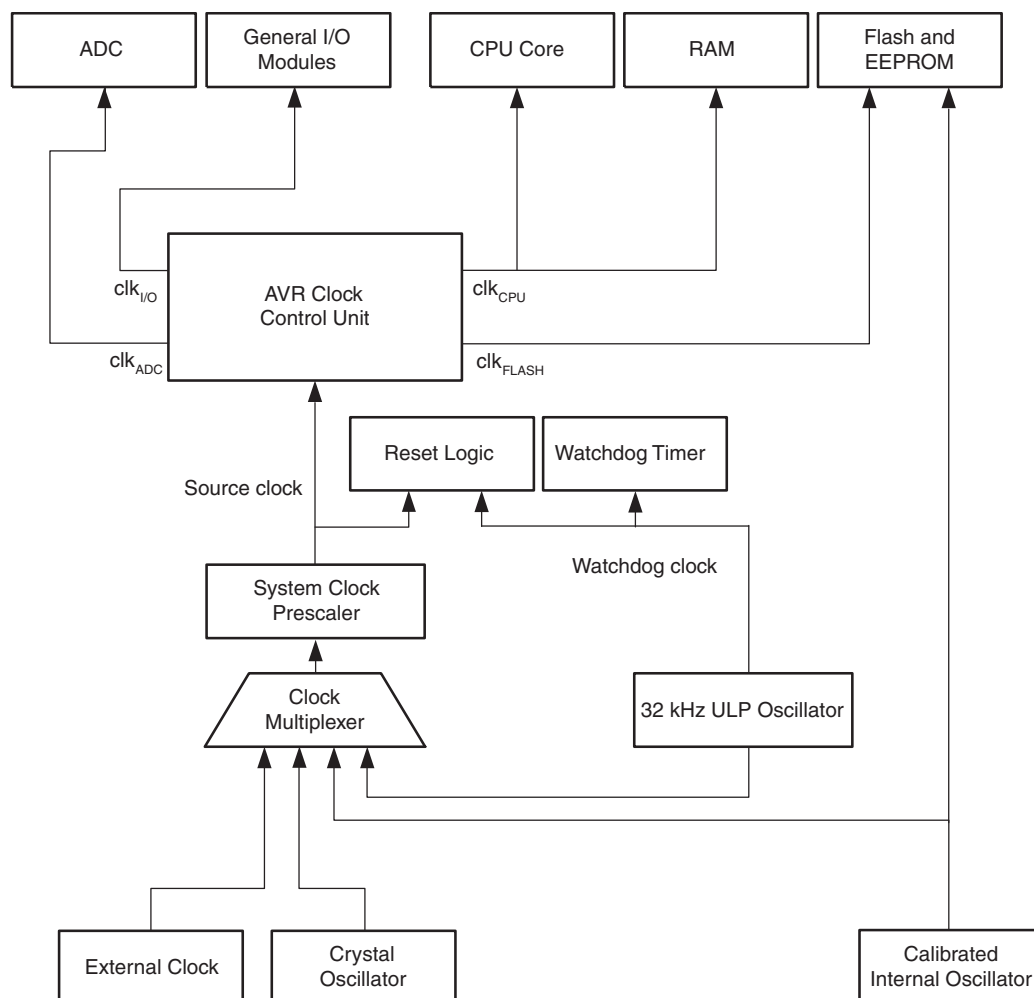 ADC
General I/O
Modules
CPU Core
RAM
Flash and
EEPROM
clkI/O
AVR Clock
Control Unit
clkCPU
clkADC
clkFLASH
Reset Logic
Watchdog Timer
Source clock
Watchdog clock
System Clock
Prescaler
Clock
Multiplexer
32 kHz ULP Oscillator
External Clock
Crystal
Oscillator
Calibrated
Internal Oscillator